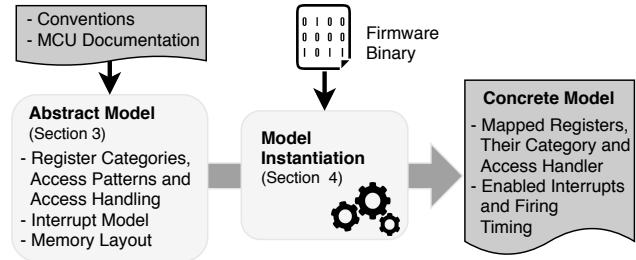 - Conventions
- MCU Documentation
0 1 0 0
0 0 0 0
1 0 1 1
Firmware
Binary
Abstract Model
(Section 3)
- Register Categories,
Access Patterns and
Access Handling
- Interrupt Model
- Memory Layout
Model
Instantiation
(Section 4)
Concrete Model
- Mapped Registers,
Their Category and
Access Handler
- Enabled Interrupts
and Firing
Timing